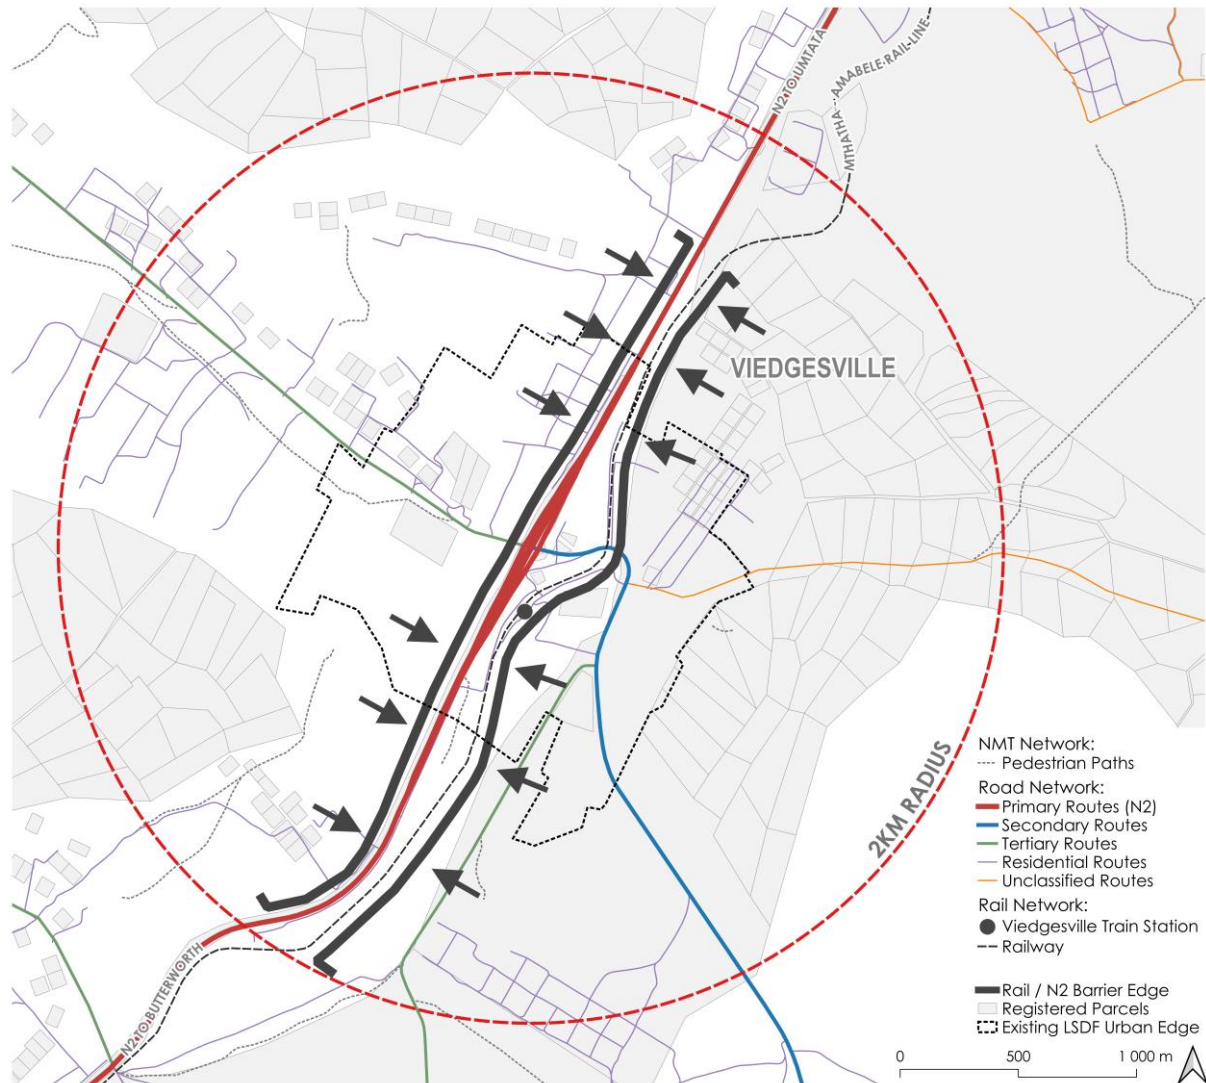 N2 TO UMTATA
MTHATHA - AMABELE RAIL LINE
VIEDGESVILLE
2KM RADIUS
N2 TO BUTTERWORTH
NMT Network:
Pedestrian Paths
Road Network:
Primary Routes (N2)
Secondary Routes
Tertiary Routes
Residential Routes
Unclassified Routes
Rail Network:
Viedgesville Train Station
Railway
Rail / N2 Barrier Edge
Registered Parcels
Existing LSDF Urban Edge
0 500 1 000 m